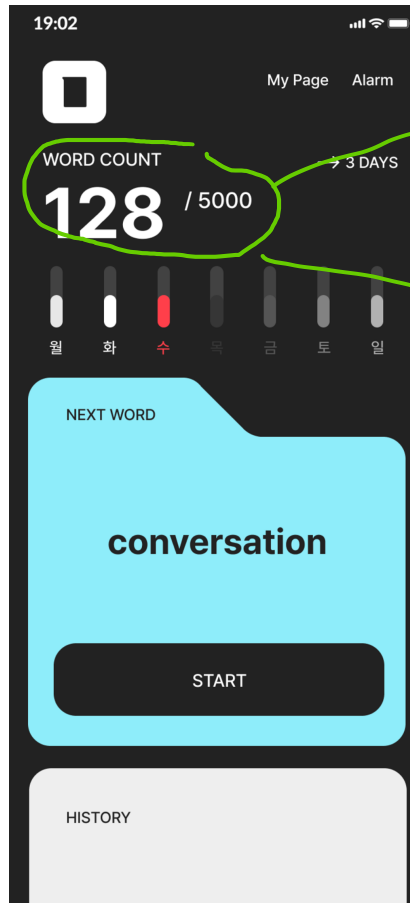 19:02
My Page Alarm
WORD COUNT
→ 3 DAYS
128 / 5000
월 화 수 목 금 토 일
NEXT WORD
conversation
START
HISTORY